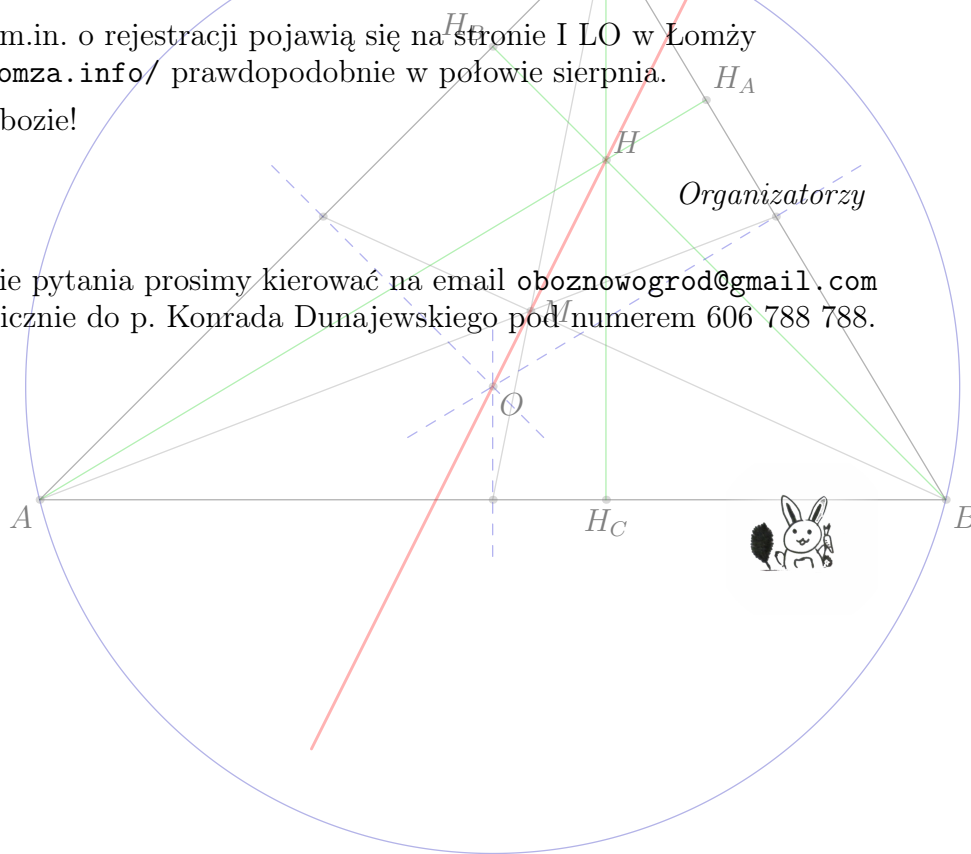 H_B
m.in. o rejestracji pojawią się na stronie I LO w Łomży
omza.info/ prawdopodobnie w połowie sierpnia.
H_A
bozie!
H
Organizatorzy
ie pytania prosimy kierować na email oboznowogrod@gmail.com
M
icznie do p. Konrada Dunajewskiego pod numerem 606 788 788.
O
A
H_C
B